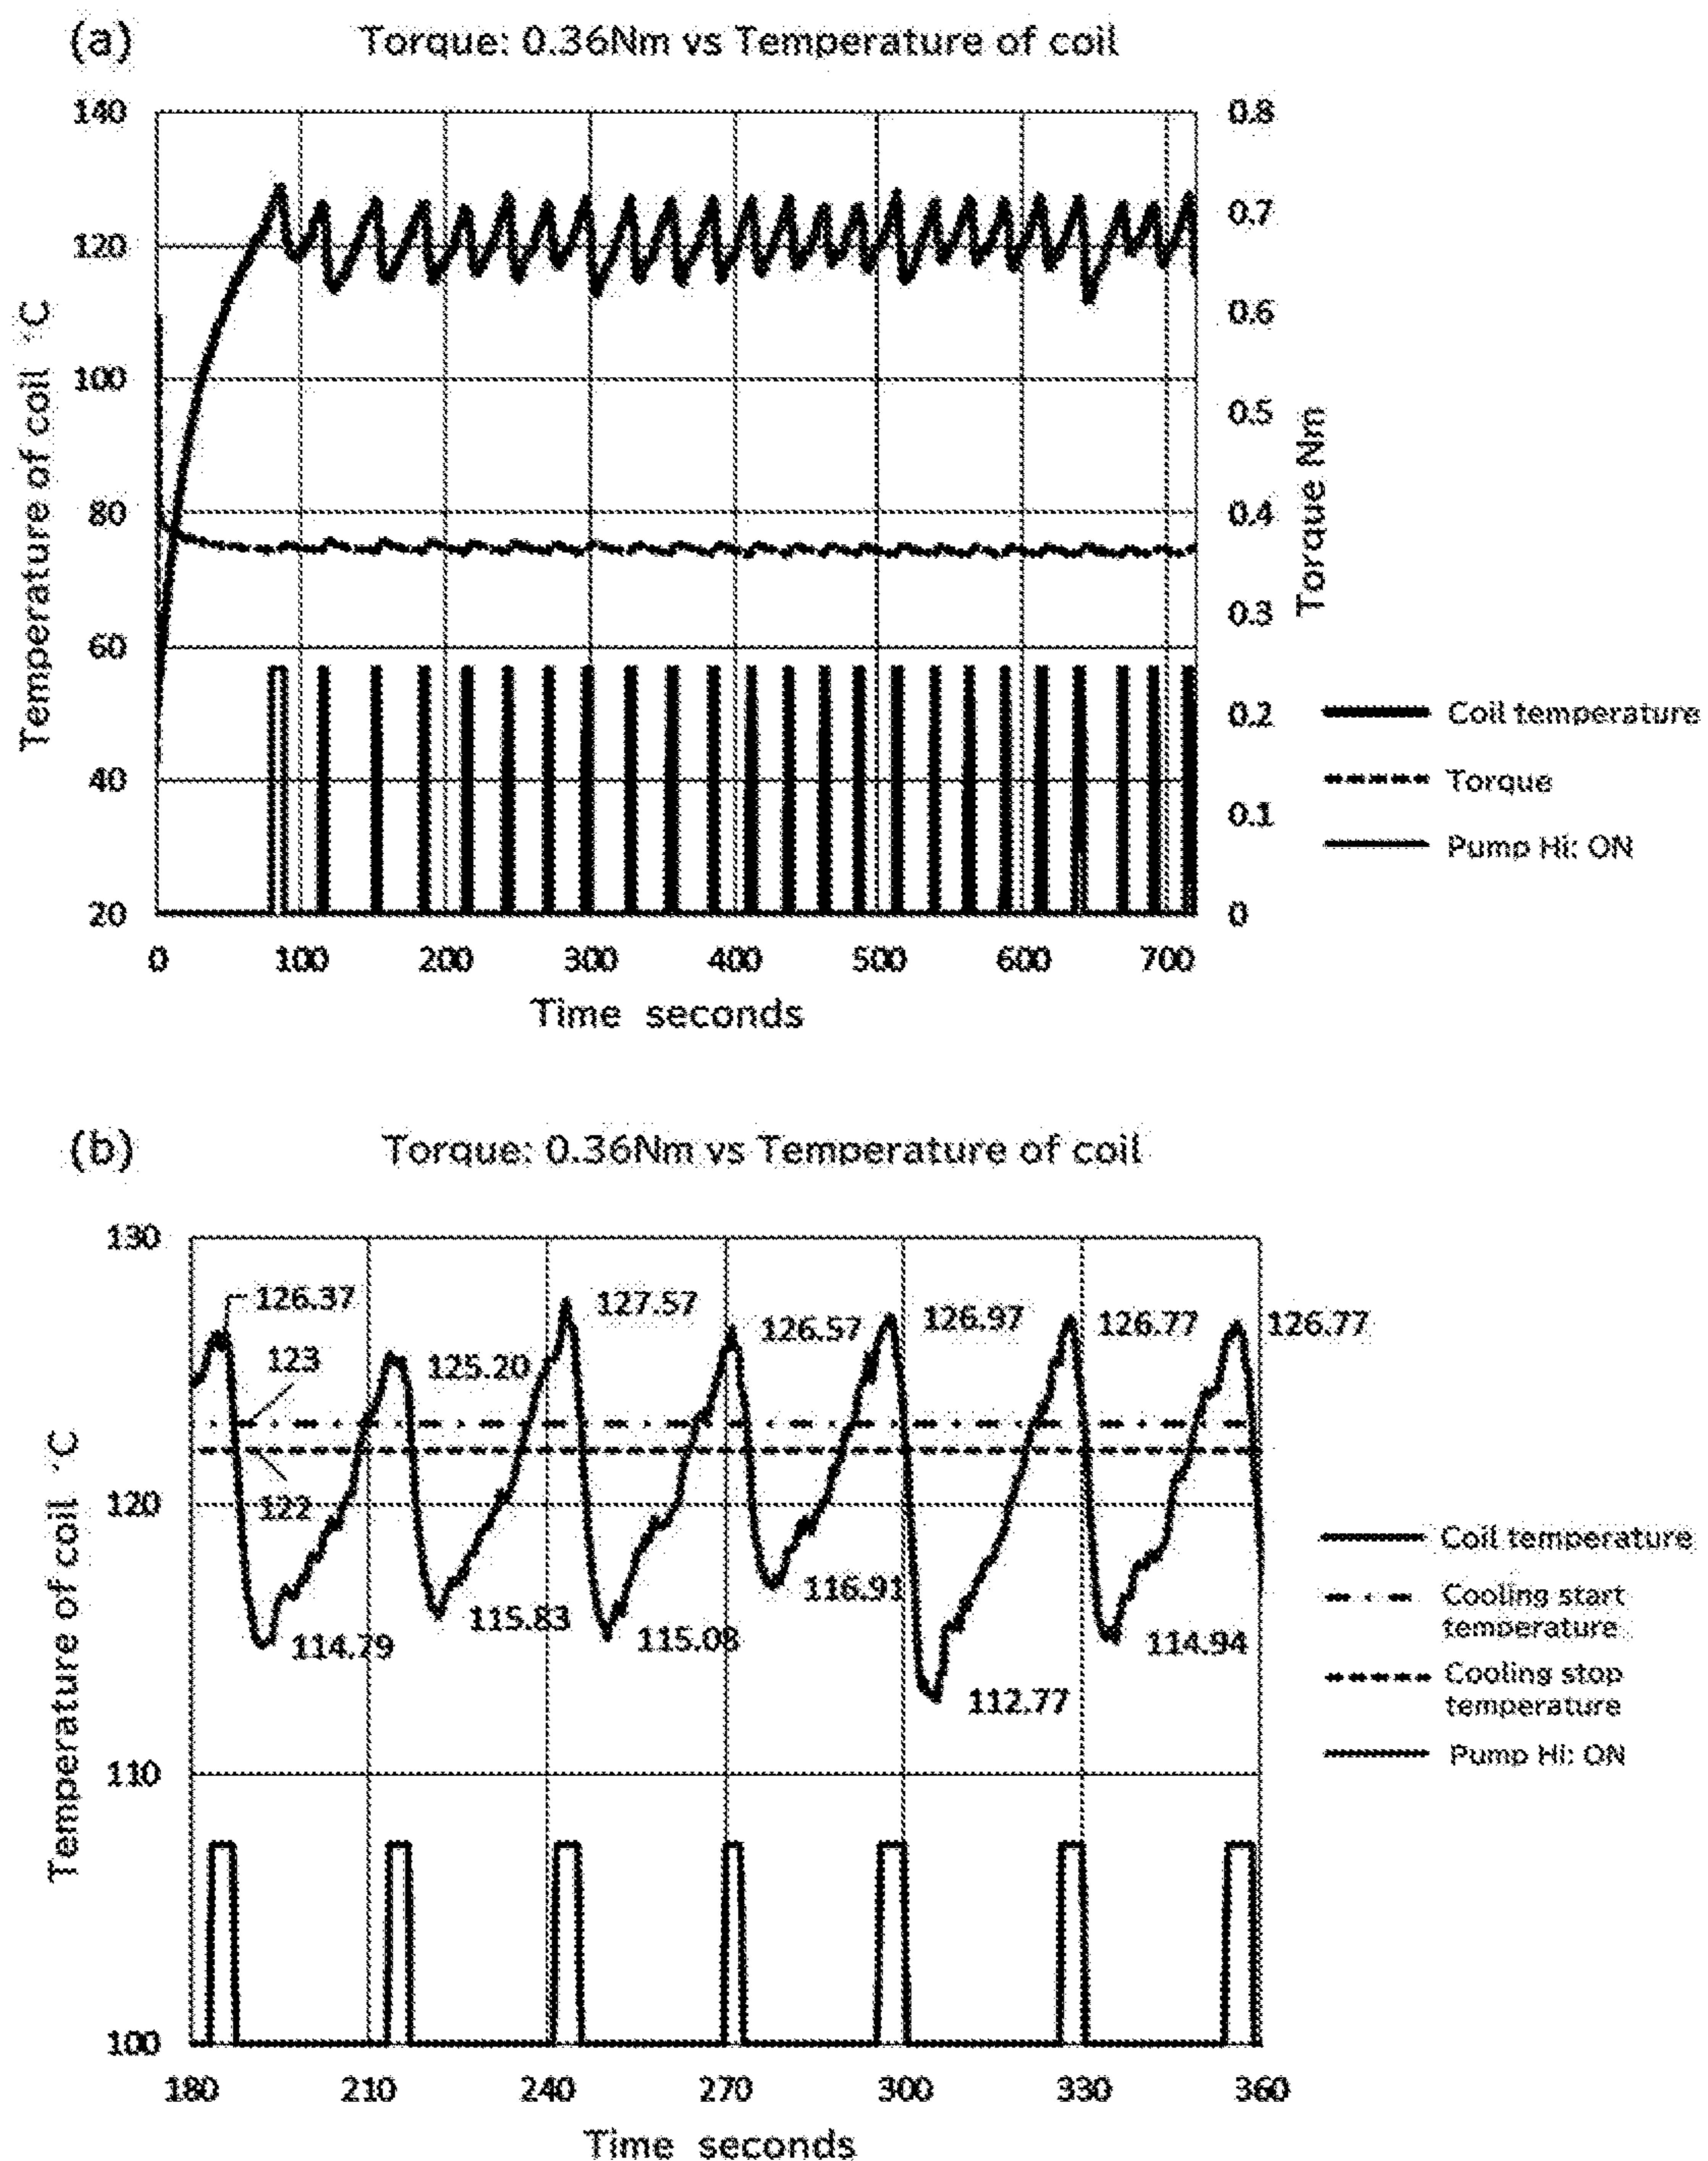 (a)
Torque: 0.36Nm vs Temperature of coil
140
120
100
80
60
40
20
Temperature of coil °C
0.8
0.7
0.6
0.5
0.4
0.3
0.2
0.1
0
Torque Nm
0 100 200 300 400 500 600 700
Time seconds
Coil temperature
Torque
Pump Hi: ON
(b)
Torque: 0.36Nm vs Temperature of coil
130
120
110
100
Temperature of coil °C
126.37
123
122
125.20
127.57
126.57
126.97
126.77
126.77
114.79
115.83
115.08
116.91
112.77
114.94
180 210 240 270 300 330 360
Time seconds
Coil temperature
Cooling start
temperature
Cooling stop
temperature
Pump Hi: ON